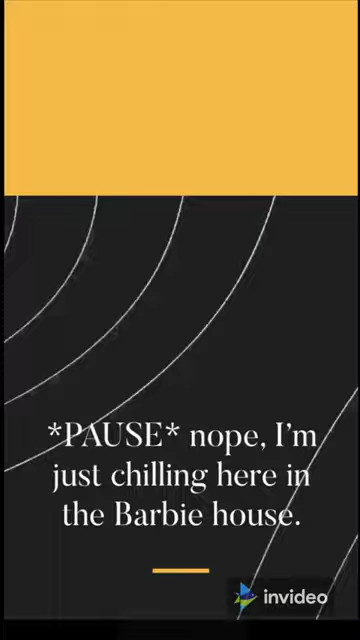 *PAUSE* nope, I'm
just chilling here in
the Barbie house.
invideo